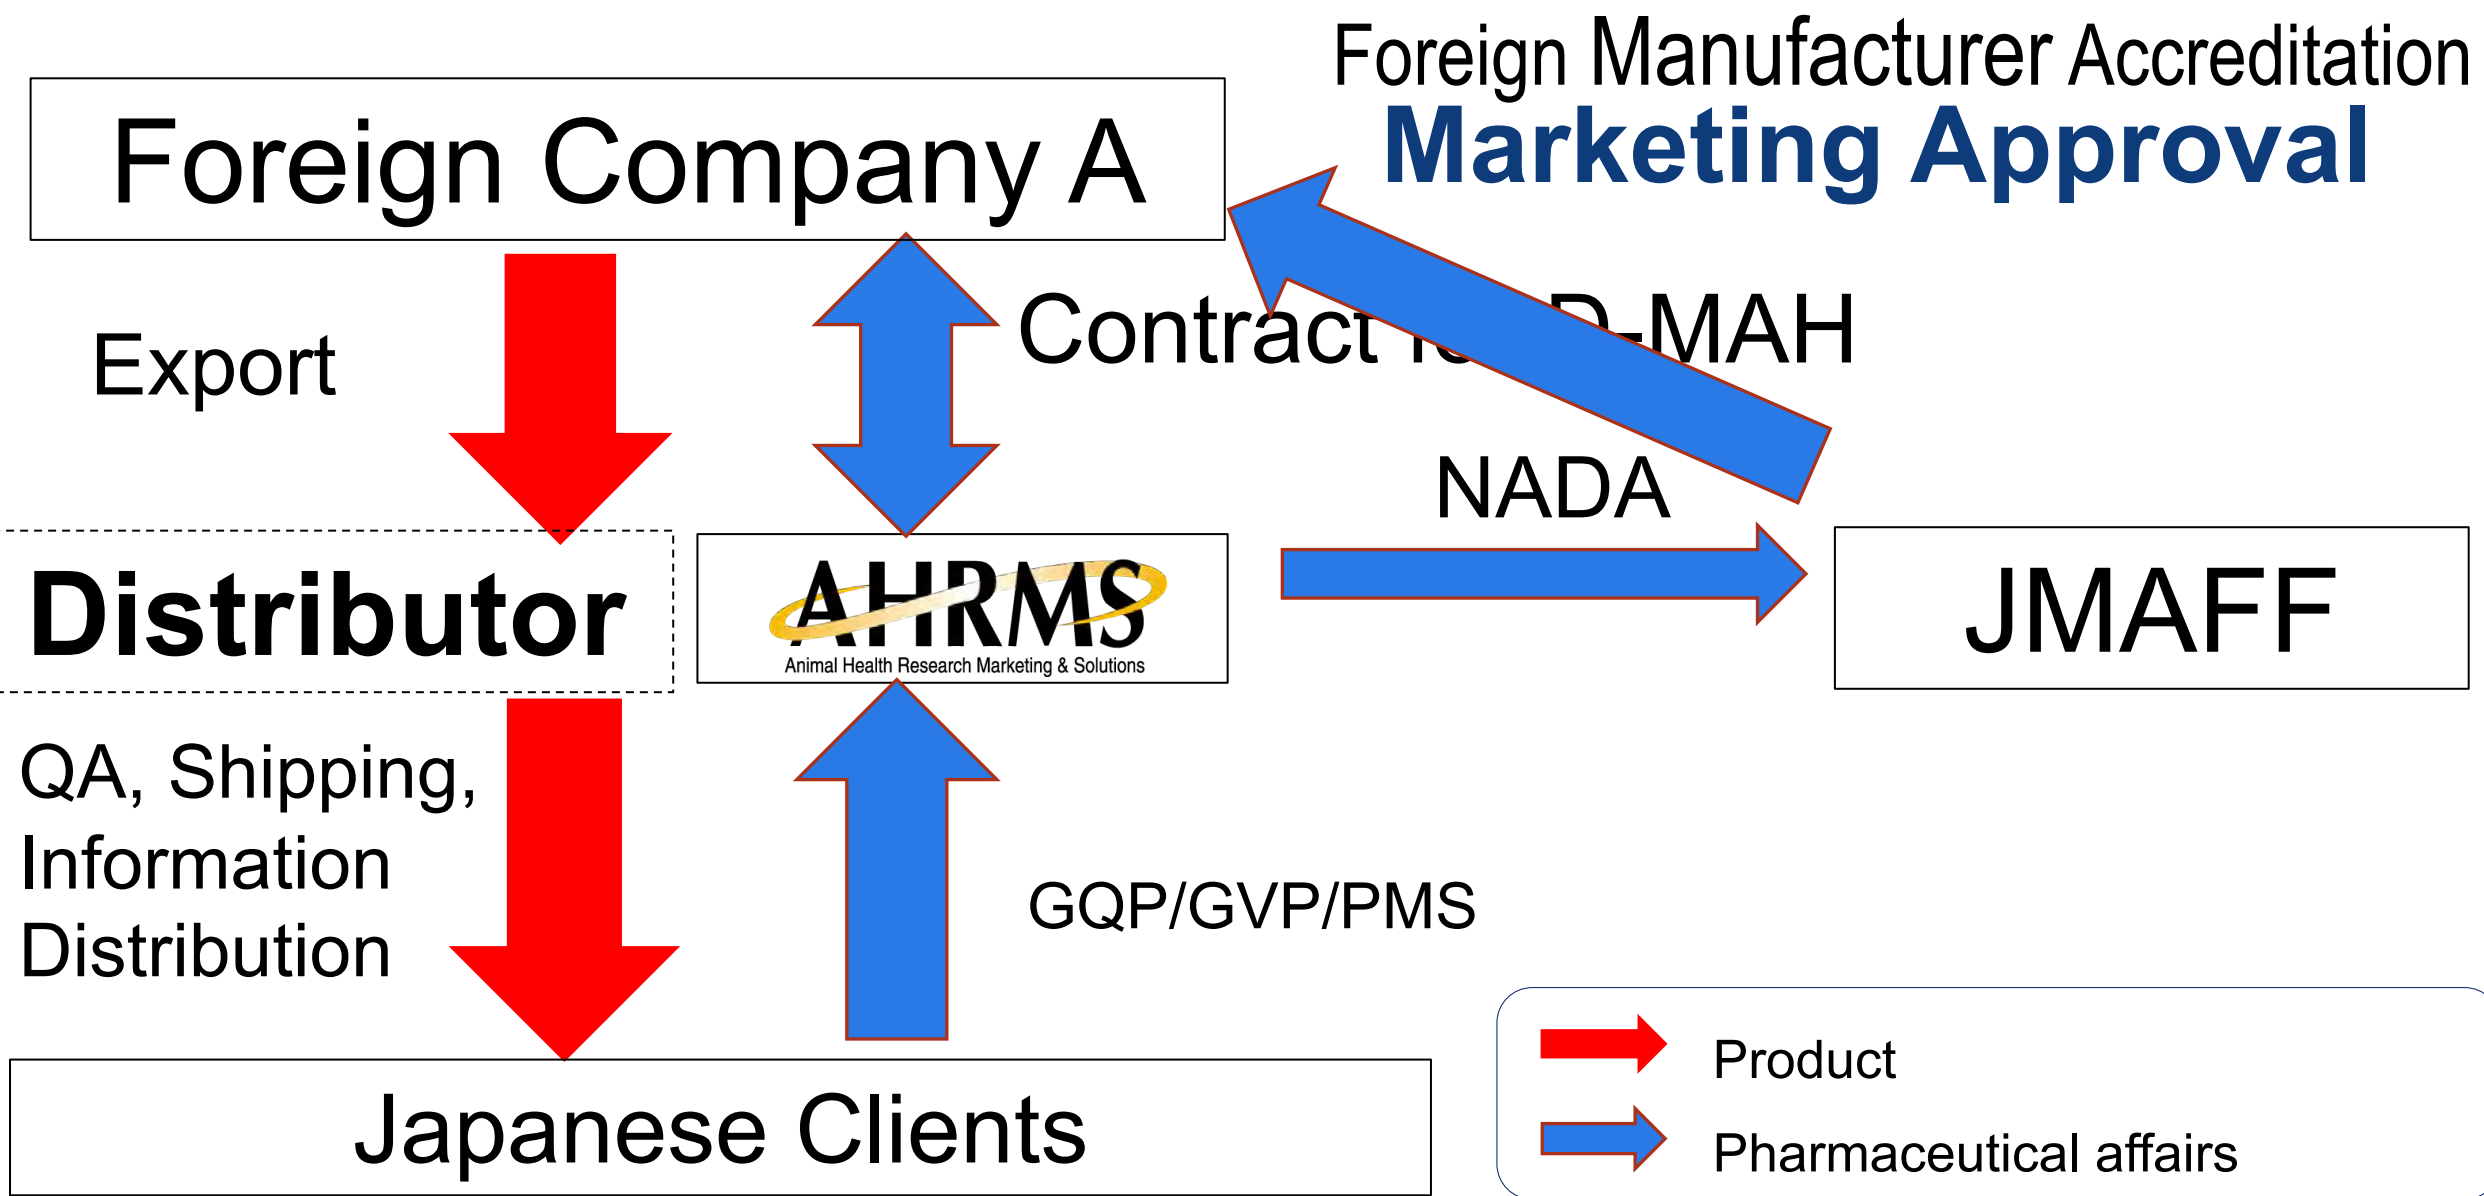 Foreign Manufacturer Accreditation
Marketing Approval
Foreign Company A
Export
Contract D-MAH
NADA
Distributor
AHRMS
Animal Health Research Marketing & Solutions
JMAFF
QA, Shipping,
Information
Distribution
GQP/GVP/PMS
Japanese Clients
Product
Pharmaceutical affairs